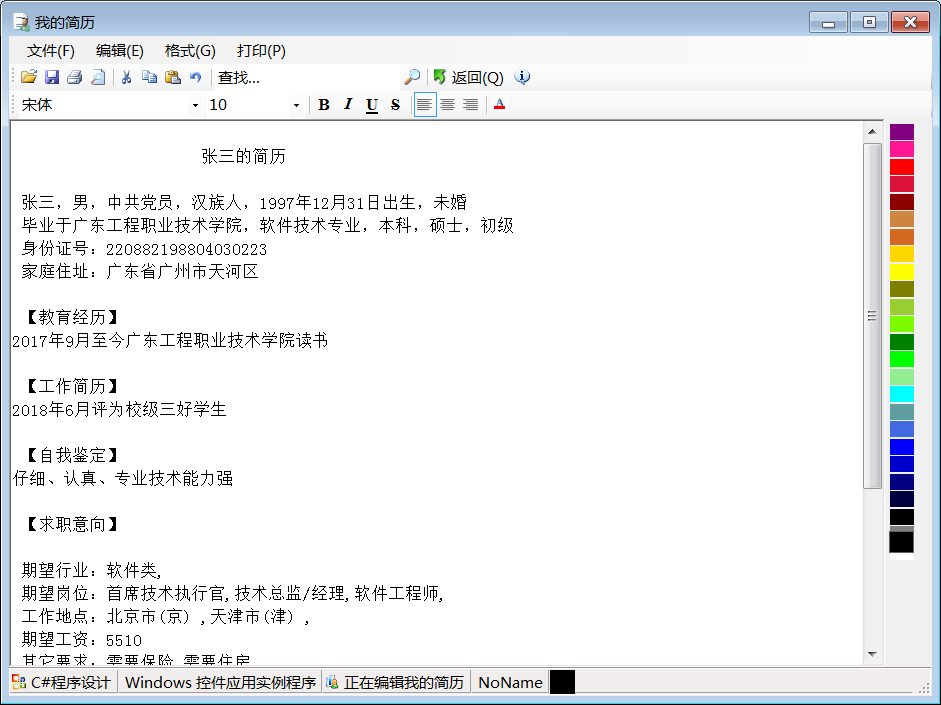 我的简历
文件(F) 编辑(E) 格式(G) 打印(P)
查找... 返回(Q)
宋体 10 B I U S A
张三的简历
张三，男，中共党员，汉族人，1997年12月31日出生，未婚
毕业于广东工程职业技术学院，软件技术专业，本科，硕士，初级
身份证号：220882198804030223
家庭住址：广东省广州市天河区
【教育经历】
2017年9月至今广东工程职业技术学院读书
【工作简历】
2018年6月评为校级三好学生
【自我鉴定】
仔细、认真、专业技术能力强
【求职意向】
期望行业：软件类,
期望岗位：首席技术执行官,技术总监/经理,软件工程师,
工作地点：北京市(京) ,天津市(津) ,
期望工资：5510
其它要求：需要保险,需要住房
C#程序设计 Windows 控件应用实例程序 正在编辑我的简历 NoName